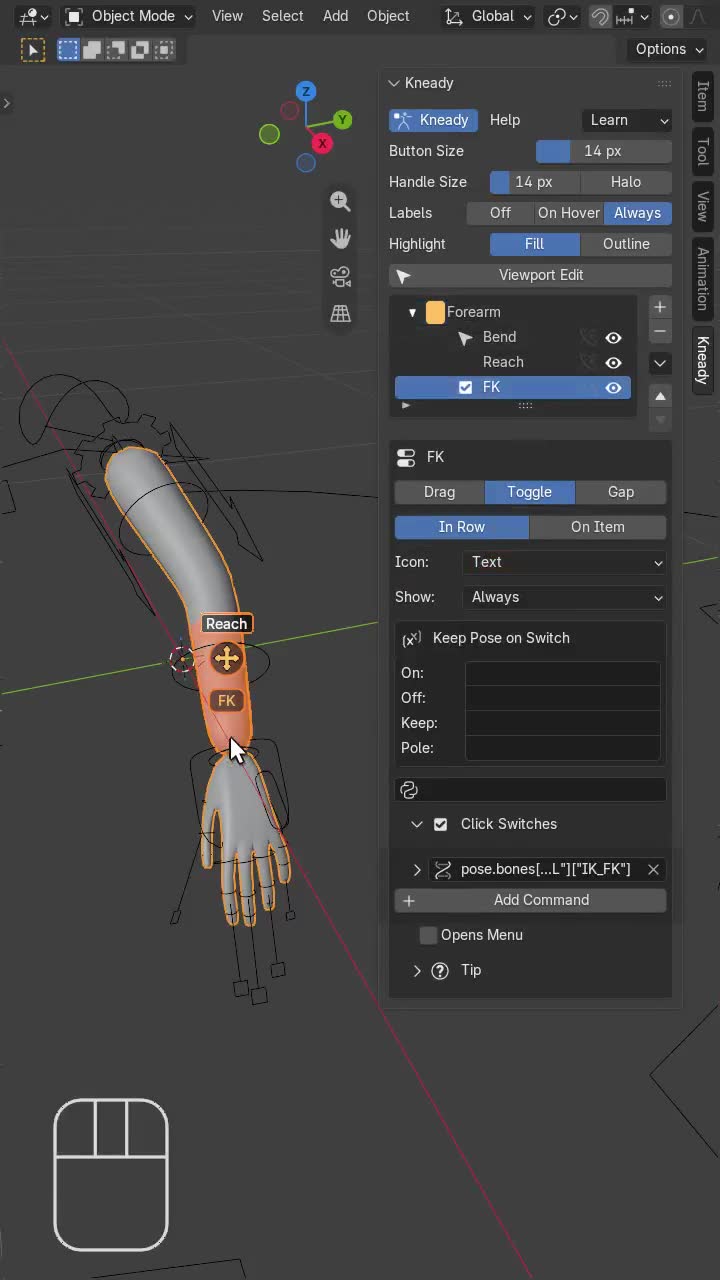 Object Mode View Select Add Object Global
Options
Kneady
Kneady Help Learn
Button Size 14 px
Handle Size 14 px Halo
Labels Off On Hover Always
Highlight Fill Outline
Viewport Edit
Forearm
Bend
Reach
FK
FK
Drag Toggle Gap
In Row On Item
Icon: Text
Show: Always
Keep Pose on Switch
On:
Off:
Keep:
Pole:
Click Switches
pose.bones[...L"]["IK_FK"]
Add Command
Opens Menu
Tip
Item
Tool
View
Animation
Kneady
Z
Y
X
Reach
FK